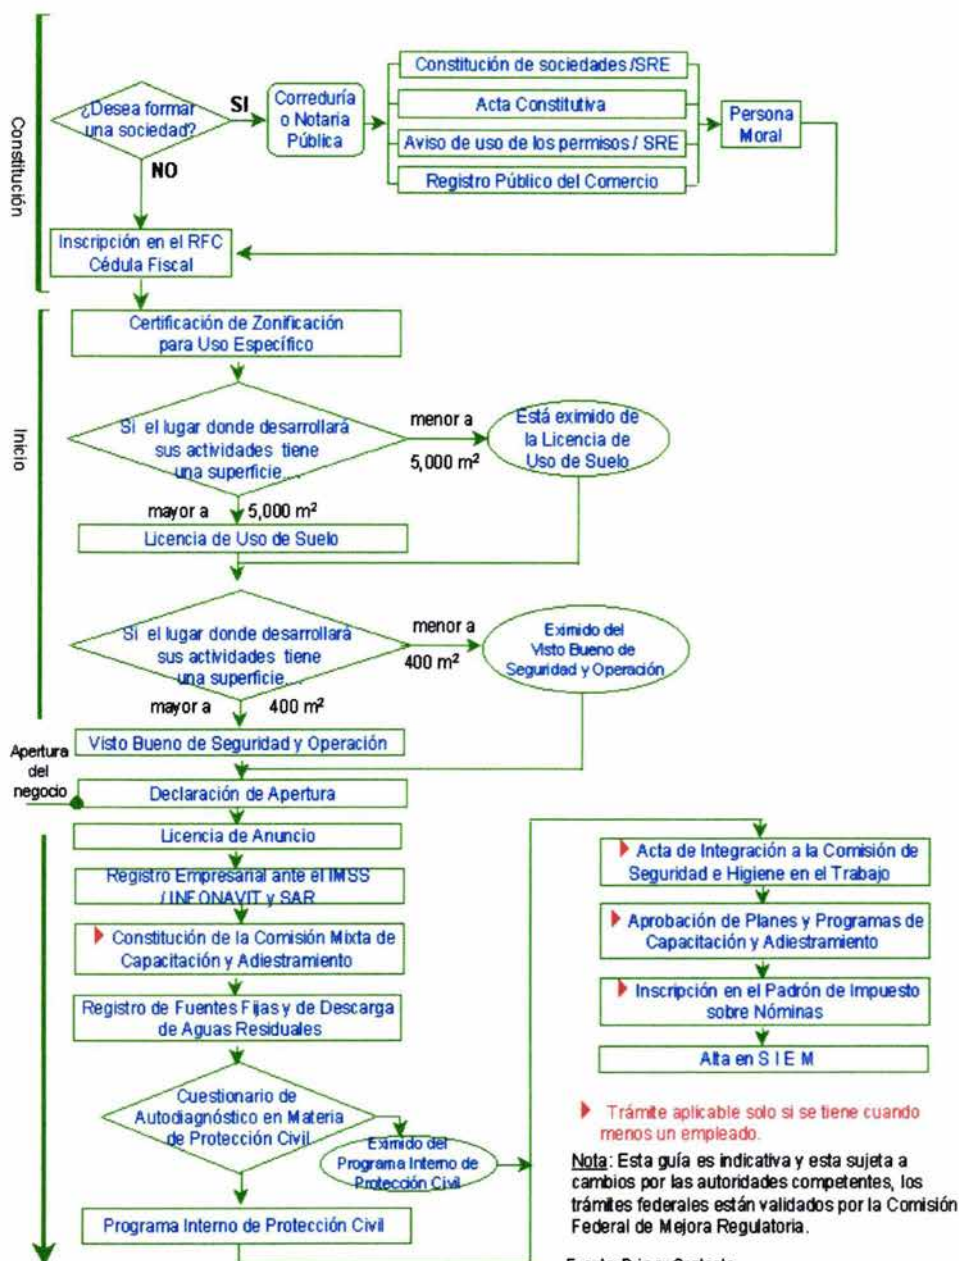 Constitución
¿Desea formar
una sociedad?
SI
NO
Correduría
o Notaria
Pública
Constitución de sociedades /SRE
Acta Constitutiva
Aviso de uso de los permisos / SRE
Registro Público del Comercio
Persona
Moral
Inscripción en el RFC
Cédula Fiscal
Inicio
Certificación de Zonificación
para Uso Específico
Si el lugar donde desarrollará
sus actividades tiene
una superficie....
menor a
5,000 m²
Está eximido de
la Licencia de
Uso de Suelo
mayor a 5,000 m²
Licencia de Uso de Suelo
Si el lugar donde desarrollará
sus actividades tiene
una superficie....
menor a
400 m²
Eximido del
Visto Bueno de
Seguridad y Operación
mayor a 400 m²
Visto Bueno de Seguridad y Operación
Apertura
del
negocio
Declaración de Apertura
Licencia de Anuncio
Registro Empresarial ante el IMSS
/ INFONAVIT y SAR
Constitución de la Comisión Mixta de
Capacitación y Adiestramiento
Registro de Fuentes Fijas y de Descarga
de Aguas Residuales
Cuestionario de
Autodiagnóstico en Materia
de Protección Civil
Eximido del
Programa Interno de
Protección Civil
Programa Interno de Protección Civil
Acta de Integración a la Comisión de
Seguridad e Higiene en el Trabajo
Aprobación de Planes y Programas de
Capacitación y Adiestramiento
Inscripción en el Padrón de Impuesto
sobre Nóminas
Alta en S I E M
Trámite aplicable solo si se tiene cuando
menos un empleado.
Nota: Esta guía es indicativa y esta sujeta a
cambios por las autoridades competentes, los
trámites federales están validados por la Comisión
Federal de Mejora Regulatoria.